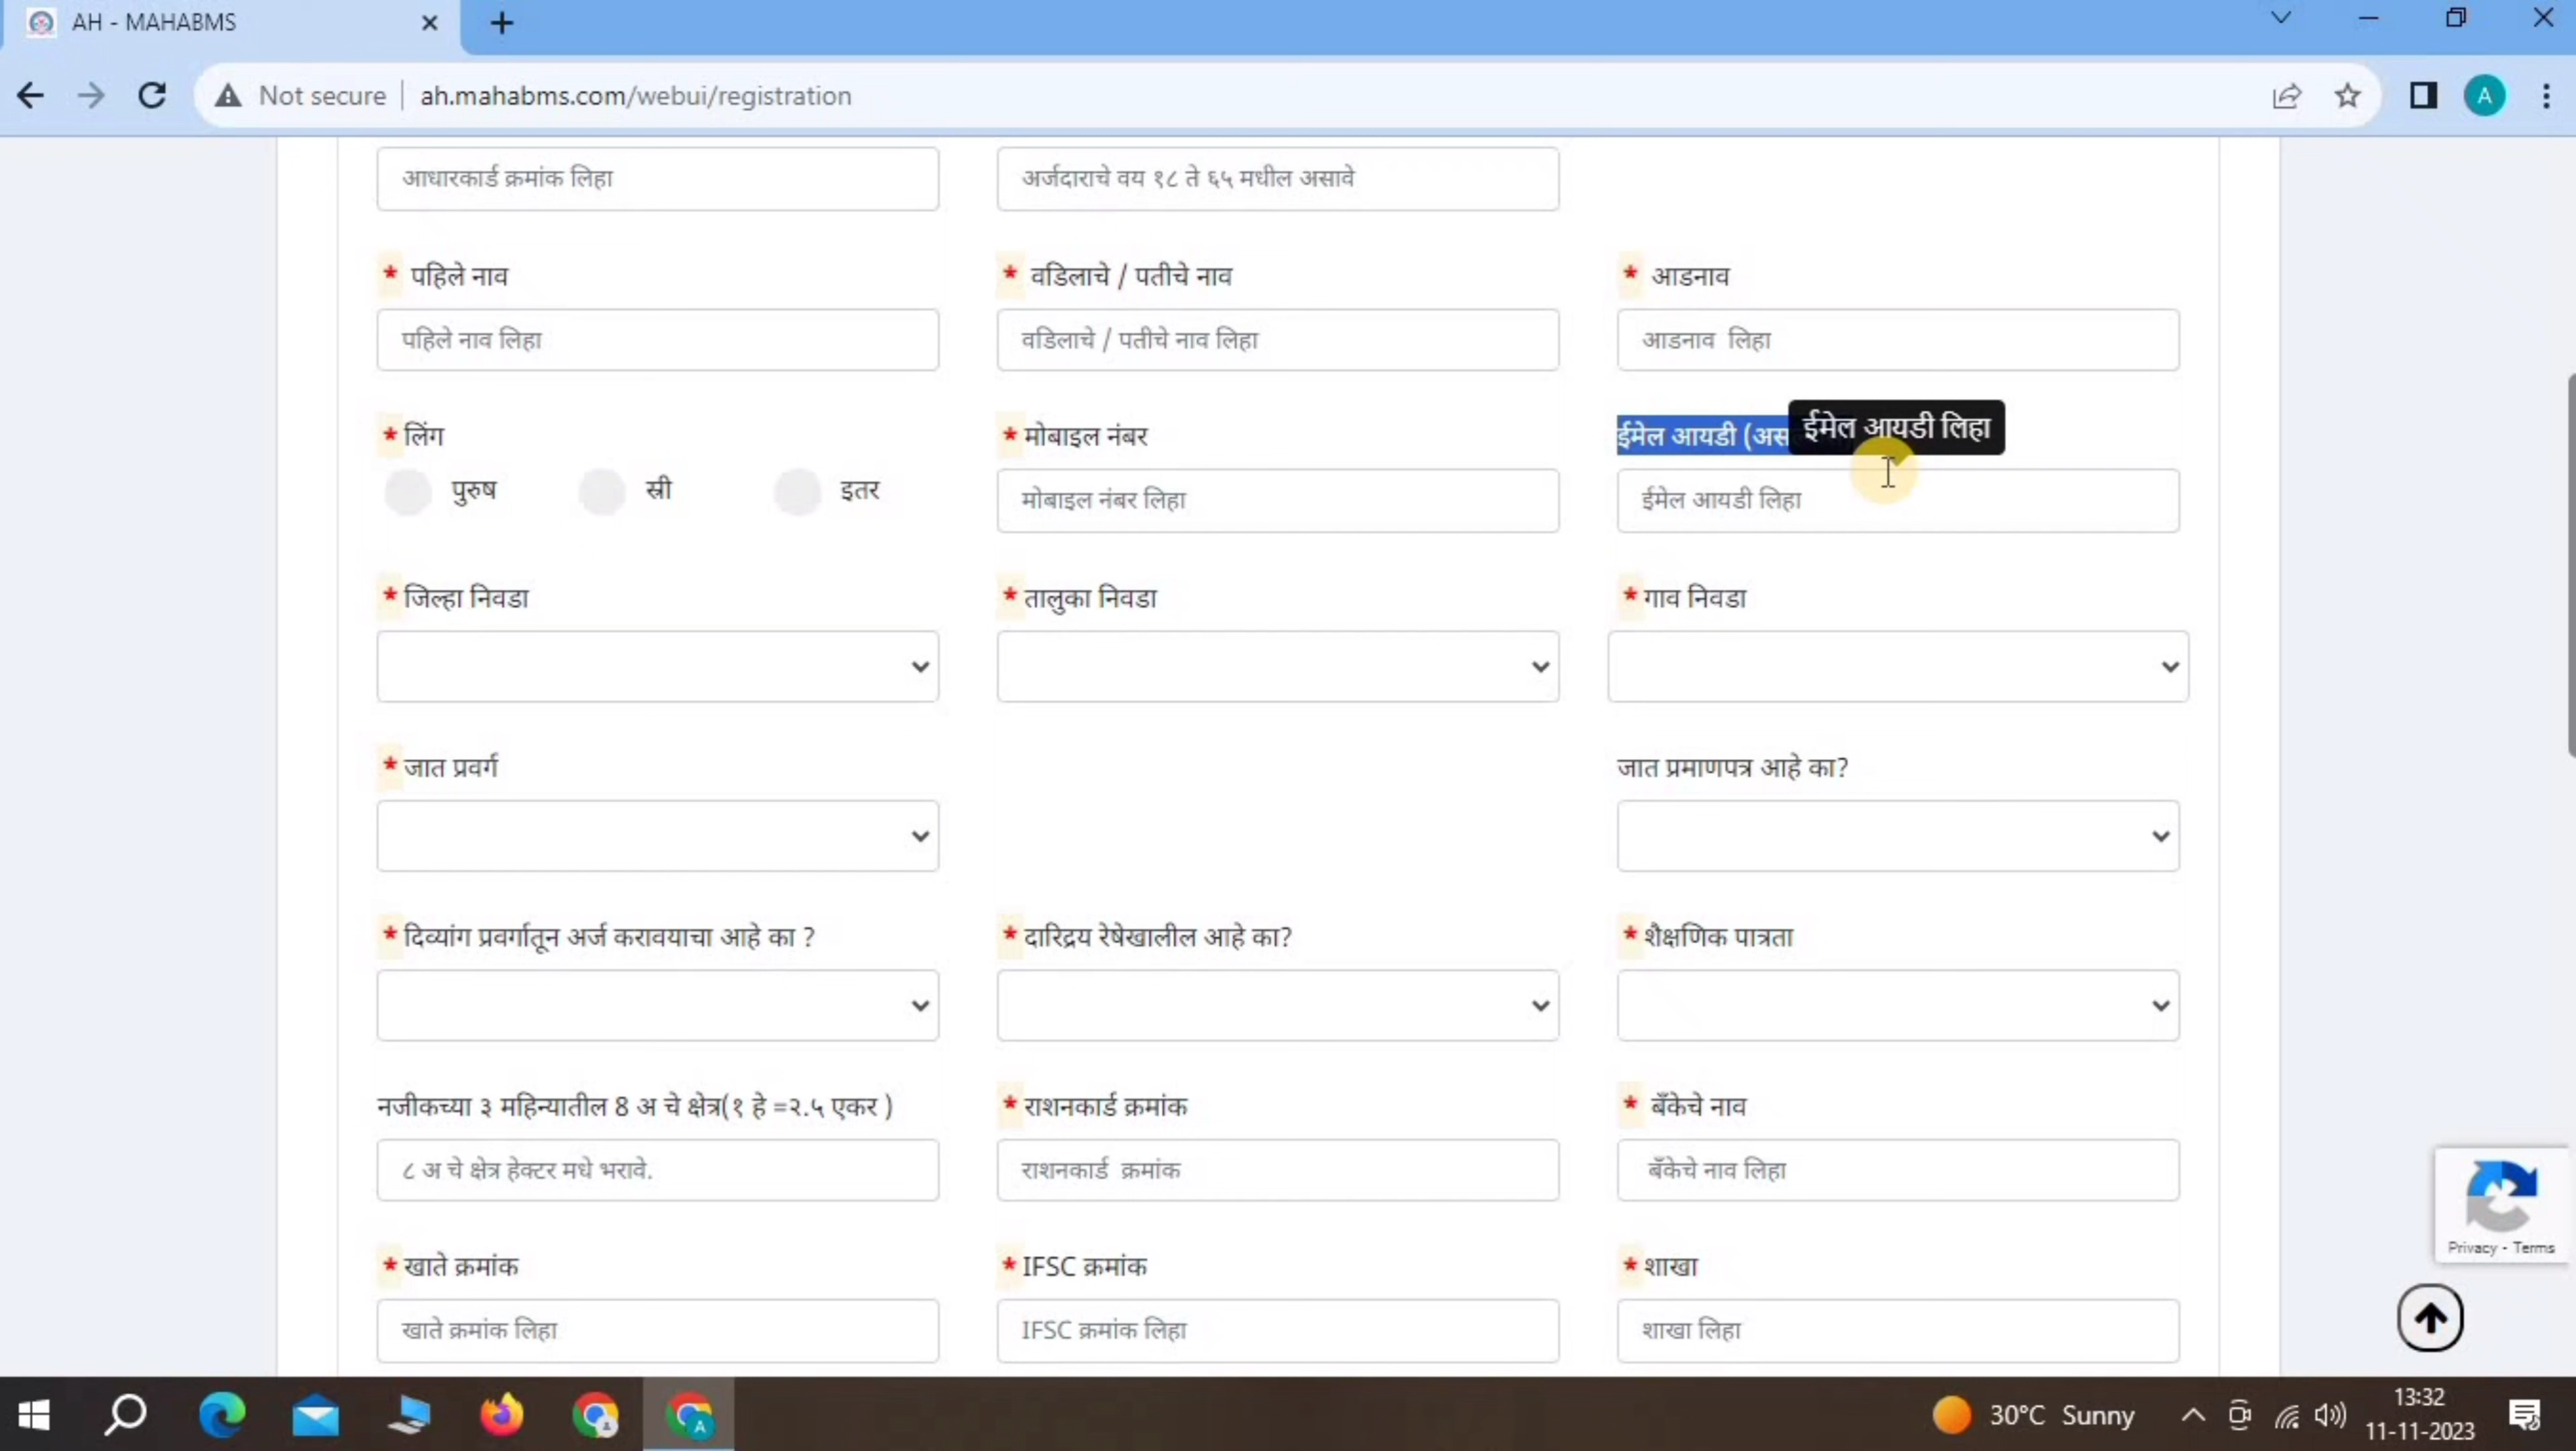 AH - MAHABMS
Not secure
ah.mahabms.com/webui/registration
A
आधारकार्ड क्रमांक लिहा
अर्जदाराचे वय १८ ते ६५ मधील असावे
* पहिले नाव
* वडिलाचे / पतीचे नाव
* आडनाव
पहिले नाव लिहा
वडिलाचे / पतीचे नाव लिहा
आडनाव लिहा
* लिंग
* मोबाइल नंबर
ईमेल आयडी
ईमेल आयडी लिहा
पुरुष
स्री
इतर
मोबाइल नंबर लिहा
ईमेल आयडी लिहा
* जिल्हा निवडा
* तालुका निवडा
* गाव निवडा
* जात प्रवर्ग
जात प्रमाणपत्र आहे का?
* दिव्यांग प्रवर्गातून अर्ज करावयाचा आहे का ?
* दारिद्रय रेषेखालील आहे का?
* शैक्षणिक पात्रता
नजीकच्या ३ महिन्यातील 8 अ चे क्षेत्र(१ हे =२.५ एकर )
* राशनकार्ड क्रमांक
* बँकेचे नाव
८ अ चे क्षेत्र हेक्टर मधे भरावे.
राशनकार्ड क्रमांक
बँकेचे नाव लिहा
Privacy - Terms
* खाते क्रमांक
* IFSC क्रमांक
* शाखा
खाते क्रमांक लिहा
IFSC क्रमांक लिहा
शाखा लिहा
A
30°C Sunny
13:32
11-11-2023